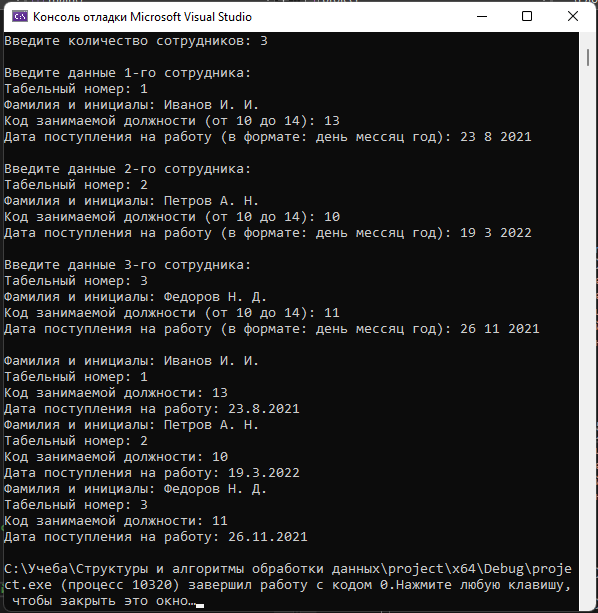 Консоль отладки Microsoft Visual Studio
Введите количество сотрудников: 3
Введите данные 1-го сотрудника:
Табельный номер: 1
Фамилия и инициалы: Иванов И. И.
Код занимаемой должности (от 10 до 14): 13
Дата поступления на работу (в формате: день мессяц год): 23 8 2021
Введите данные 2-го сотрудника:
Табельный номер: 2
Фамилия и инициалы: Петров А. Н.
Код занимаемой должности (от 10 до 14): 10
Дата поступления на работу (в формате: день мессяц год): 19 3 2022
Введите данные 3-го сотрудника:
Табельный номер: 3
Фамилия и инициалы: Федоров Н. Д.
Код занимаемой должности (от 10 до 14): 11
Дата поступления на работу (в формате: день мессяц год): 26 11 2021
Фамилия и инициалы: Иванов И. И.
Табельный номер: 1
Код занимаемой должности: 13
Дата поступления на работу: 23.8.2021
Фамилия и инициалы: Петров А. Н.
Табельный номер: 2
Код занимаемой должности: 10
Дата поступления на работу: 19.3.2022
Фамилия и инициалы: Федоров Н. Д.
Табельный номер: 3
Код занимаемой должности: 11
Дата поступления на работу: 26.11.2021
C:\Учеба\Структуры и алгоритмы обработки данных\project\x64\Debug\proje
ct.exe (процесс 10320) завершил работу с кодом 0.Нажмите любую клавишу,
чтобы закрыть это окно…